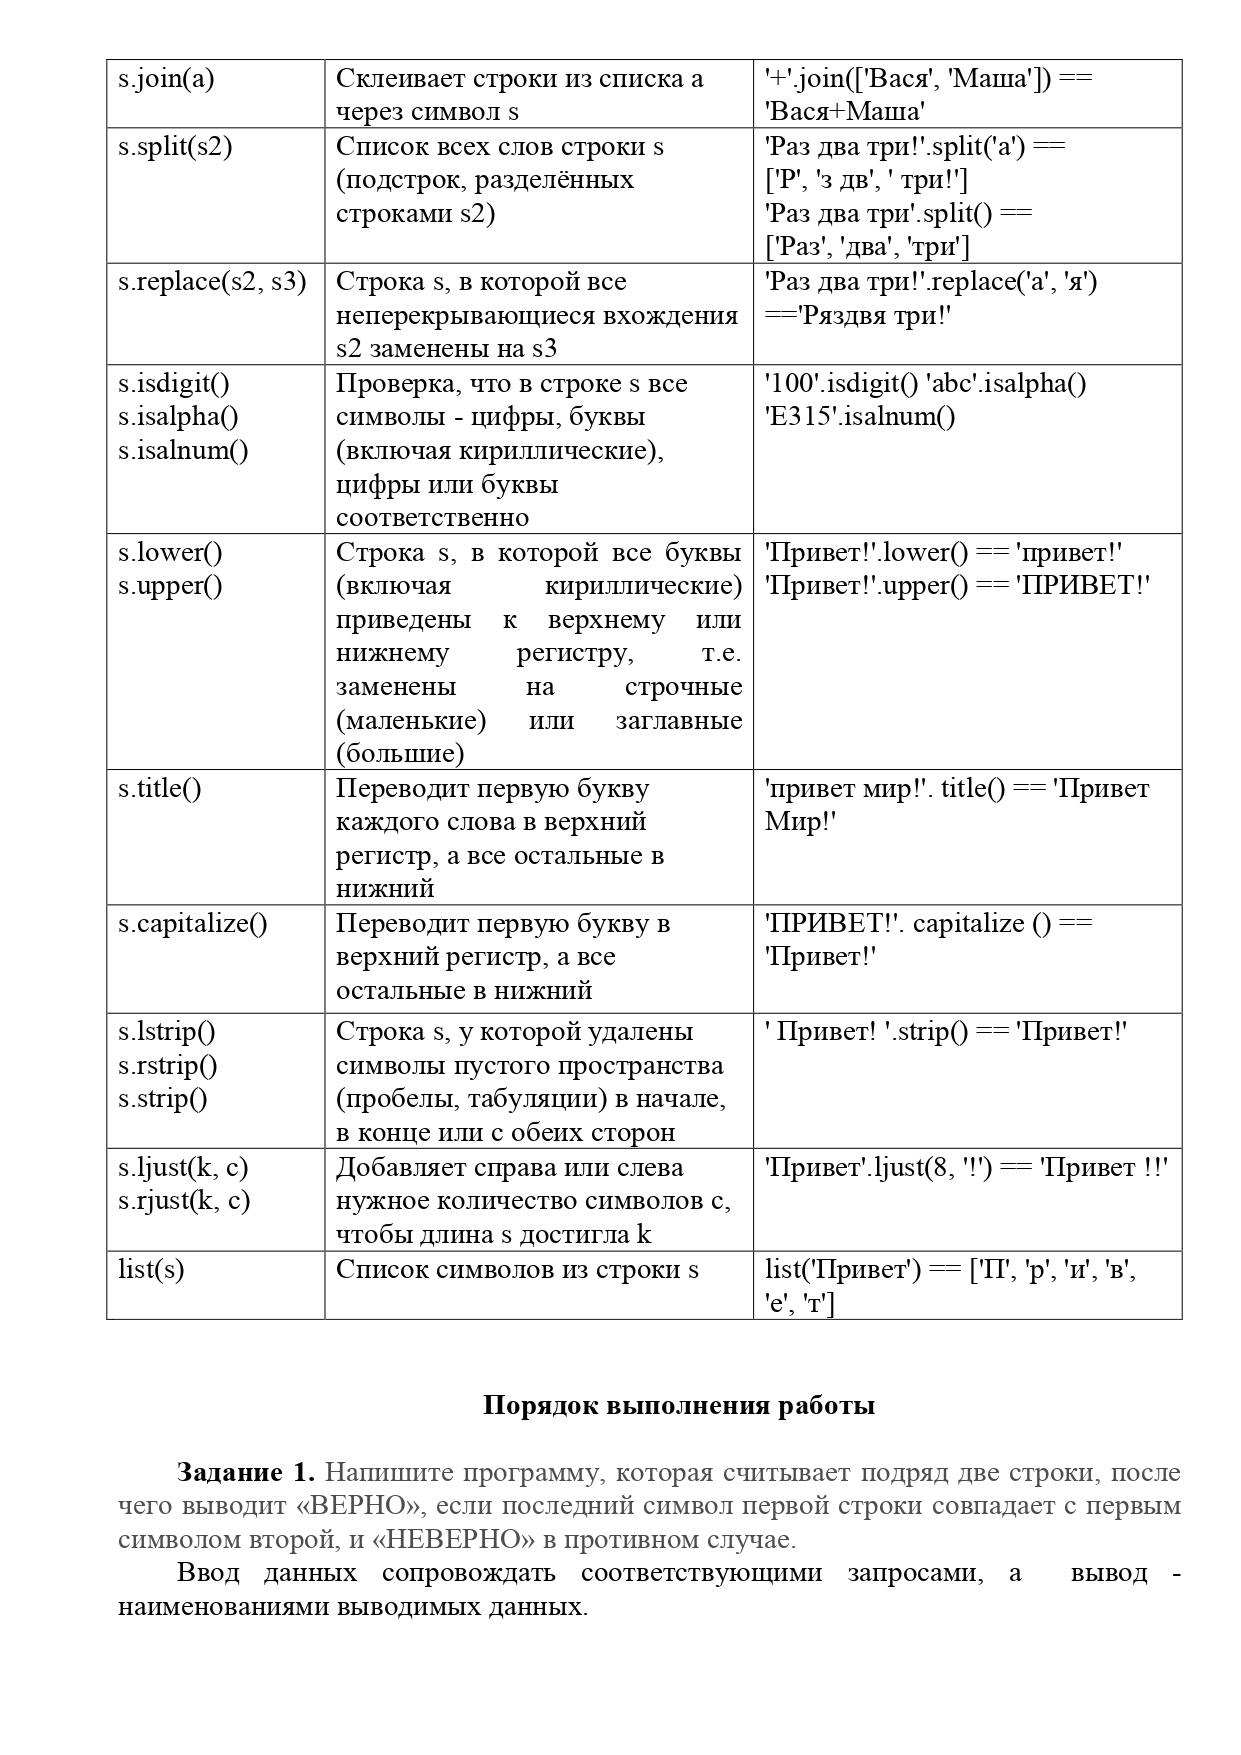 s.join(a)
Склеивает строки из списка a
через символ s
'+'.join(['Вася', 'Маша']) ==
'Вася+Маша'
s.split(s2)
Список всех слов строки s
(подстрок, разделённых
строками s2)
'Раз два три!'.split('а') ==
['Р', 'з дв', ' три!']
'Раз два три'.split() ==
['Раз', 'два', 'три']
s.replace(s2, s3)
Строка s, в которой все
неперекрывающиеся вхождения
s2 заменены на s3
'Раз два три!'.replace('а', 'я')
=='Ряздвя три!'
s.isdigit()
s.isalpha()
s.isalnum()
Проверка, что в строке s все
символы - цифры, буквы
(включая кириллические),
цифры или буквы
соответственно
'100'.isdigit() 'abc'.isalpha()
'E315'.isalnum()
s.lower()
s.upper()
Строка s, в которой все буквы
(включая кириллические)
приведены к верхнему или
нижнему регистру, т.е.
заменены на строчные
(маленькие) или заглавные
(большие)
'Привет!'.lower() == 'привет!'
'Привет!'.upper() == 'ПРИВЕТ!'
s.title()
Переводит первую букву
каждого слова в верхний
регистр, а все остальные в
нижний
'привет мир!'. title() == 'Привет
Мир!'
s.capitalize()
Переводит первую букву в
верхний регистр, а все
остальные в нижний
'ПРИВЕТ!'. capitalize () ==
'Привет!'
s.lstrip()
s.rstrip()
s.strip()
Строка s, у которой удалены
символы пустого пространства
(пробелы, табуляции) в начале,
в конце или с обеих сторон
' Привет! '.strip() == 'Привет!'
s.ljust(k, c)
s.rjust(k, c)
Добавляет справа или слева
нужное количество символов c,
чтобы длина s достигла k
'Привет'.ljust(8, '!') == 'Привет !!'
list(s)
Список символов из строки s
list('Привет') == ['П', 'р', 'и', 'в',
'е', 'т']
Порядок выполнения работы
Задание 1. Напишите программу, которая считывает подряд две строки, после
чего выводит «ВЕРНО», если последний символ первой строки совпадает с первым
символом второй, и «НЕВЕРНО» в противном случае.
Ввод данных сопровождать соответствующими запросами, а вывод -
наименованиями выводимых данных.